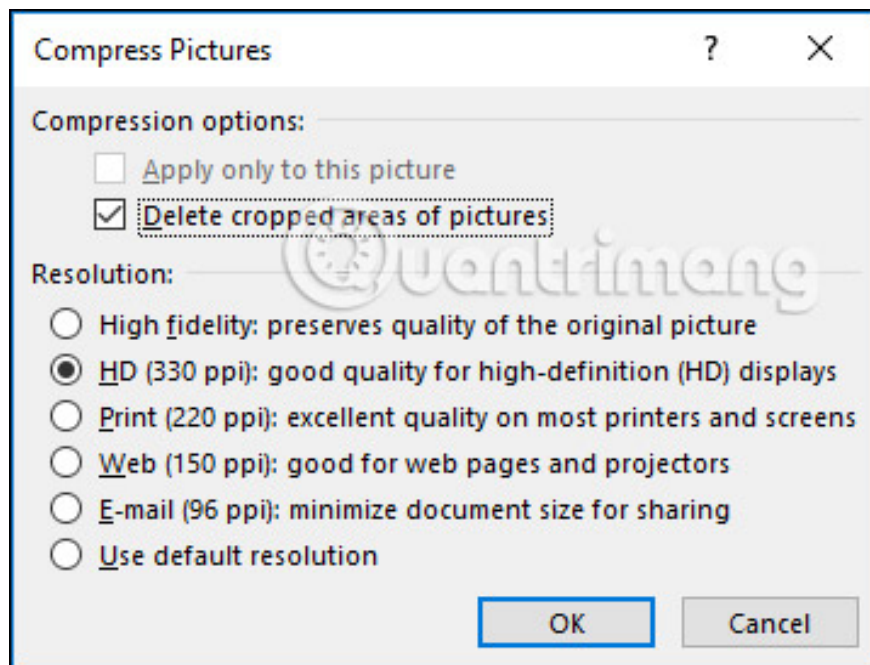 Compress Pictures
?
Compression options:
Apply only to this picture
Delete cropped areas of pictures
Quantrimang
Resolution:
High fidelity: preserves quality of the original picture
HD (330 ppi): good quality for high-definition (HD) displays
Print (220 ppi): excellent quality on most printers and screens
Web (150 ppi): good for web pages and projectors
E-mail (96 ppi): minimize document size for sharing
Use default resolution
OK
Cancel